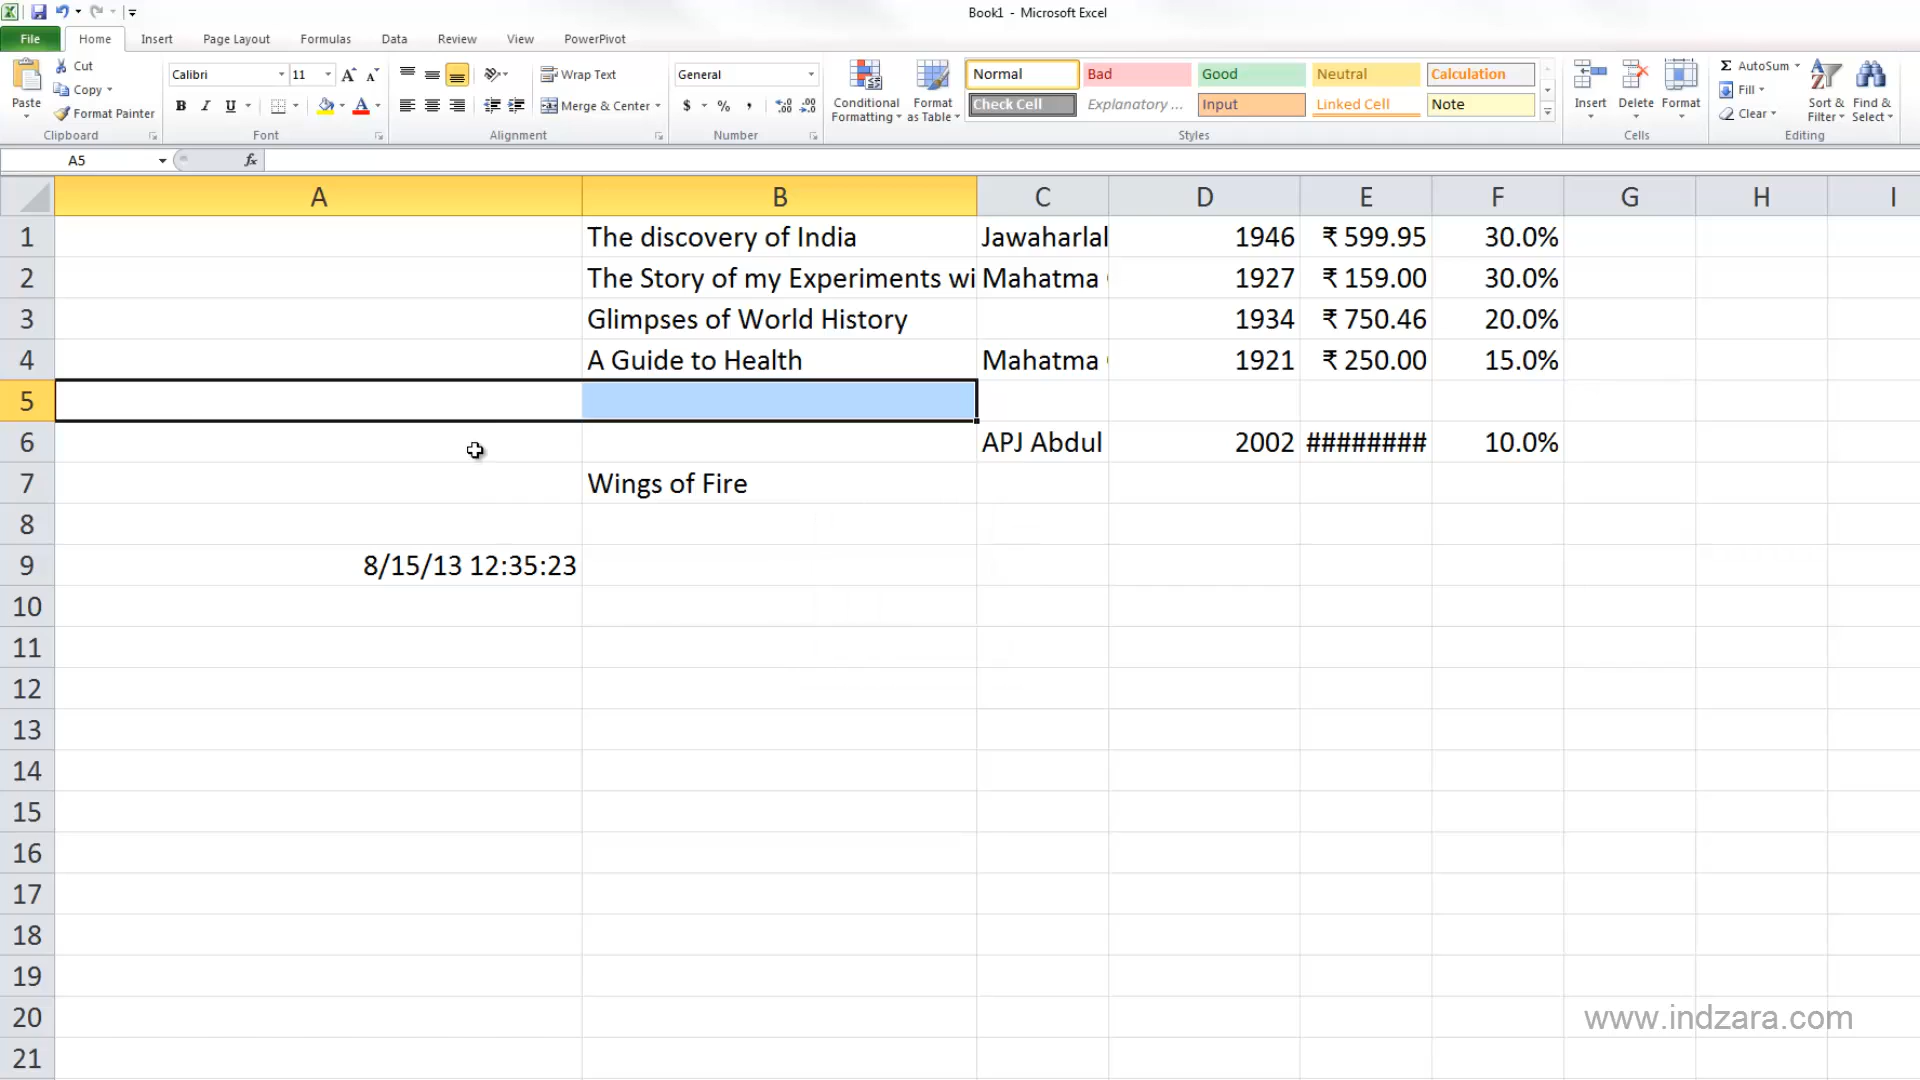 Book1 - Microsoft Excel
File Home Insert Page Layout Formulas Data Review View PowerPivot
Paste Cut Copy Format Painter Clipboard
Calibri 11 A A B I U A Font
Wrap Text Merge & Center Alignment
General $ % , .0 .00 .00 .0 Number
Conditional Formatting Format as Table
Normal Bad Good Neutral Calculation
Check Cell Explanatory ... Input Linked Cell Note
Styles
Insert Delete Format Cells
Σ AutoSum Fill Clear Sort & Filter Find & Select Editing
A5 fx
A B C D E F G H I
1 The discovery of India Jawaharlal 1946 ₹ 599.95 30.0%
2 The Story of my Experiments wi Mahatma 1927 ₹ 159.00 30.0%
3 Glimpses of World History 1934 ₹ 750.46 20.0%
4 A Guide to Health Mahatma 1921 ₹ 250.00 15.0%
5
6 APJ Abdul 2002 ######## 10.0%
7 Wings of Fire
8
9 8/15/13 12:35:23
10
11
12
13
14
15
16
17
18
19
20
21
www.indzara.com